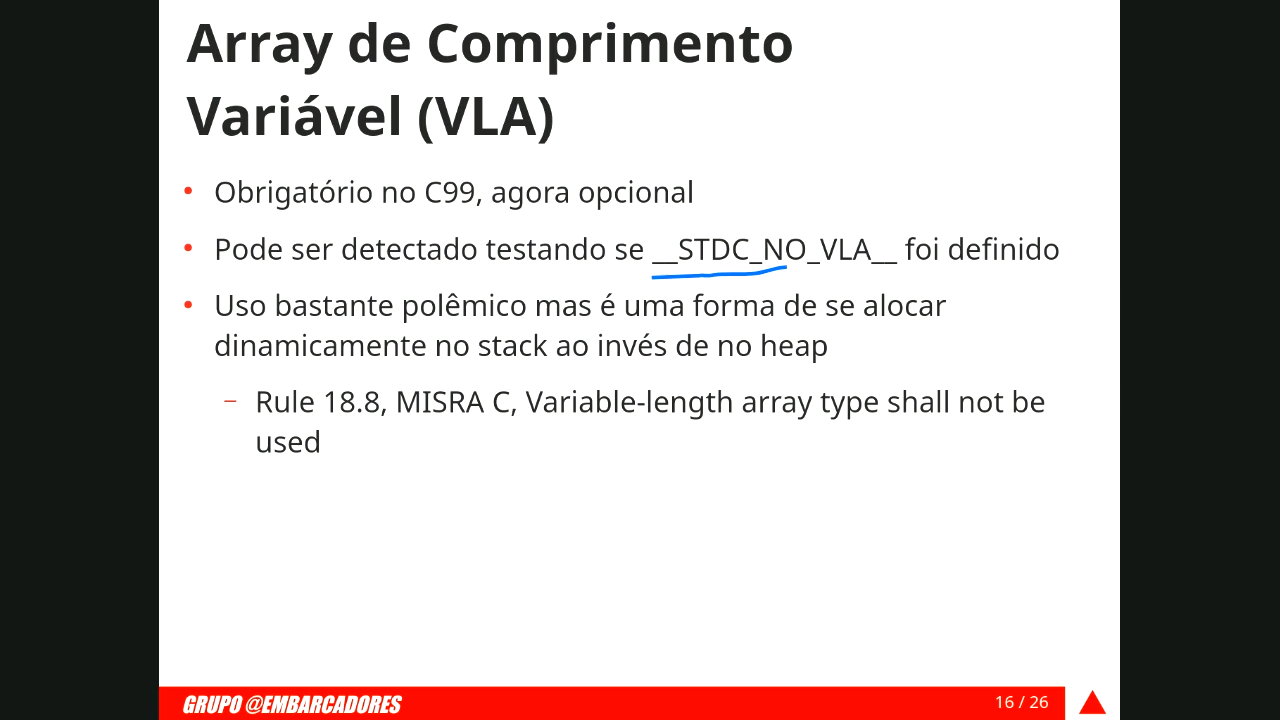 Array de Comprimento
Variável (VLA)
• Obrigatório no C99, agora opcional
• Pode ser detectado testando se __STDC_NO_VLA__ foi definido
• Uso bastante polêmico mas é uma forma de se alocar
dinamicamente no stack ao invés de no heap
– Rule 18.8, MISRA C, Variable-length array type shall not be
used
GRUPO @EMBARCADORES
16 / 26